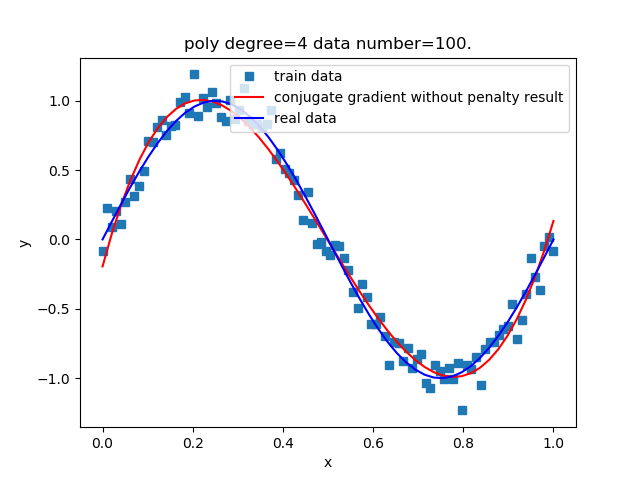 poly degree=4 data number=100.
train data
conjugate gradient without penalty result
real data
1.0
0.5
0.0
−0.5
−1.0
y
0.0 0.2 0.4 0.6 0.8 1.0
x